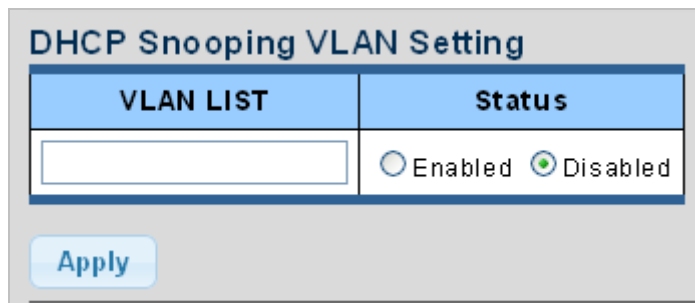 DHCP Snooping VLAN Setting
VLAN LIST Status
Enabled Disabled
Apply